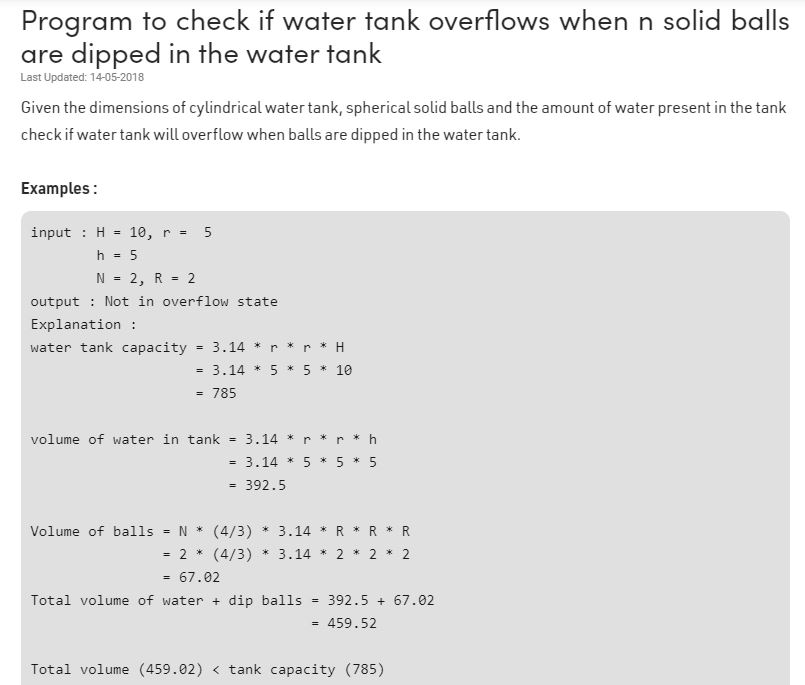 Program to check if water tank overflows when n solid balls
are dipped in the water tank
Last Updated: 14-05-2018
Given the dimensions of cylindrical water tank, spherical solid balls and the amount of water present in the tank
check if water tank will overflow when balls are dipped in the water tank.
Examples :
input : H = 10, r =  5
        h = 5
        N = 2, R = 2
output : Not in overflow state
Explanation :
water tank capacity = 3.14 * r * r * H
                    = 3.14 * 5 * 5 * 10
                    = 785
volume of water in tank = 3.14 * r * r * h
                        = 3.14 * 5 * 5 * 5
                        = 392.5
Volume of balls = N * (4/3) * 3.14 * R * R * R
                = 2 * (4/3) * 3.14 * 2 * 2 * 2
                = 67.02
Total volume of water + dip balls = 392.5 + 67.02
                                  = 459.52
Total volume (459.02) < tank capacity (785)